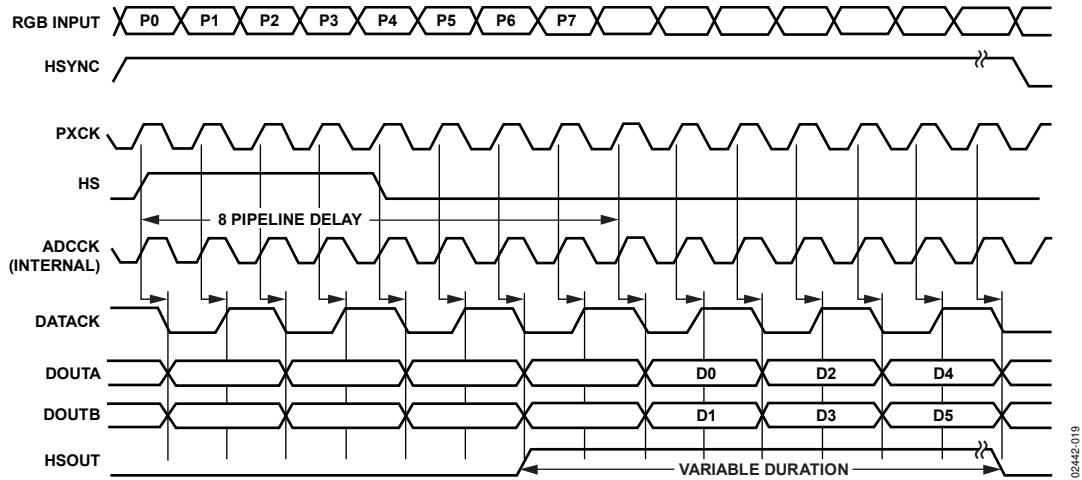 RGB INPUT P0 P1 P2 P3 P4 P5 P6 P7
HSYNC
PXCK
HS
8 PIPELINE DELAY
ADCCK
(INTERNAL)
DATACK
DOUTA D0 D2 D4
DOUTB D1 D3 D5
HSOUT
VARIABLE DURATION
02442-019